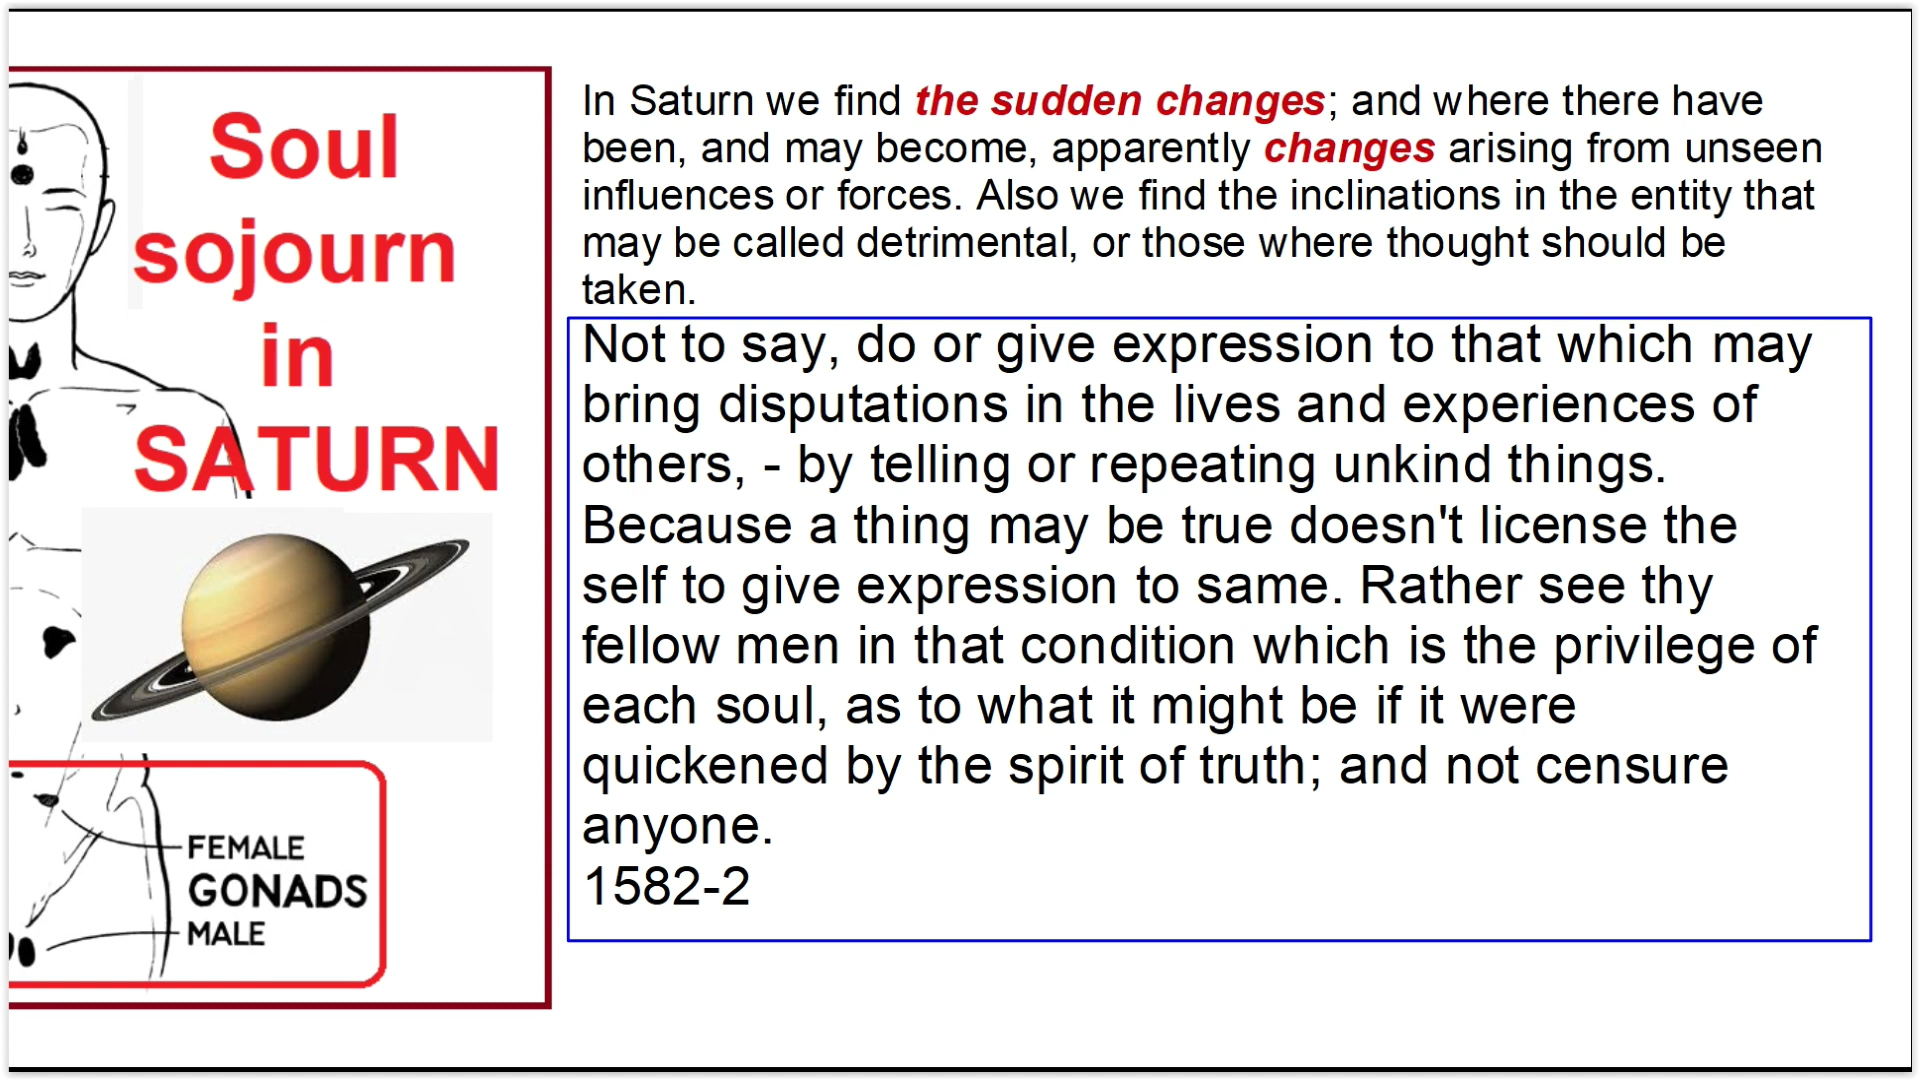 Soul
sojourn
in
SATURN
FEMALE
GONADS
MALE
In Saturn we find the sudden changes; and where there have
been, and may become, apparently changes arising from unseen
influences or forces. Also we find the inclinations in the entity that
may be called detrimental, or those where thought should be
taken.
Not to say, do or give expression to that which may
bring disputations in the lives and experiences of
others, - by telling or repeating unkind things.
Because a thing may be true doesn't license the
self to give expression to same. Rather see thy
fellow men in that condition which is the privilege of
each soul, as to what it might be if it were
quickened by the spirit of truth; and not censure
anyone.
1582-2